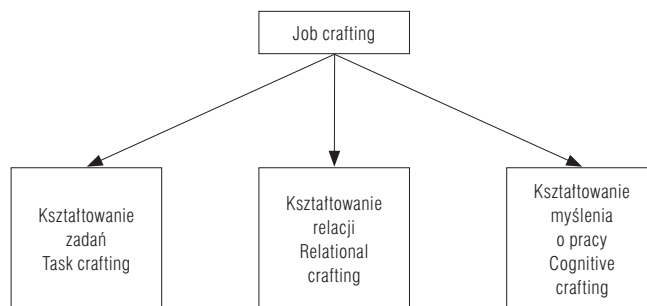 Job crafting
Kształtowanie
zadań
Task crafting
Kształtowanie
relacji
Relational
crafting
Kształtowanie
myślenia
o pracy
Cognitive
crafting